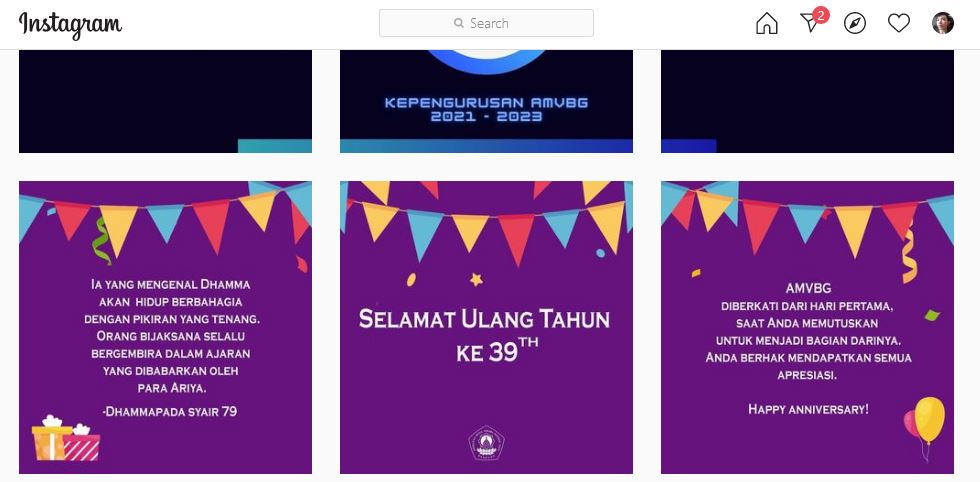 Instagram
Search
2
KEPENGURUSAN AMVBG
2021 - 2023
IA YANG MENGENAL DHAMMA
AKAN HIDUP BERBAHAGIA
DENGAN PIKIRAN YANG TENANG.
ORANG BIJAKSANA SELALU
BERGEMBIRA DALAM AJARAN
YANG DIBABARKAN OLEH
PARA ARIYA.
-DHAMMAPADA SYAIR 79
SELAMAT ULANG TAHUN
KE 39TH
AMVBG
DIBERKATI DARI HARI PERTAMA,
SAAT ANDA MEMUTUSKAN
UNTUK MENJADI BAGIAN DARINYA.
ANDA BERHAK MENDAPATKAN SEMUA
APRESIASI.
HAPPY ANNIVERSARY!